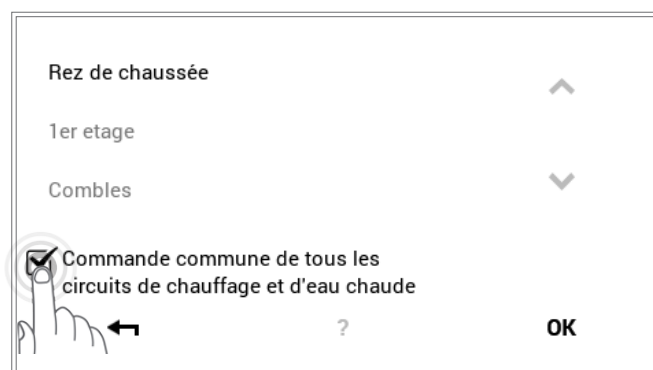 Rez de chaussée
1er etage
Combles
Commande commune de tous les
circuits de chauffage et d'eau chaude
? OK